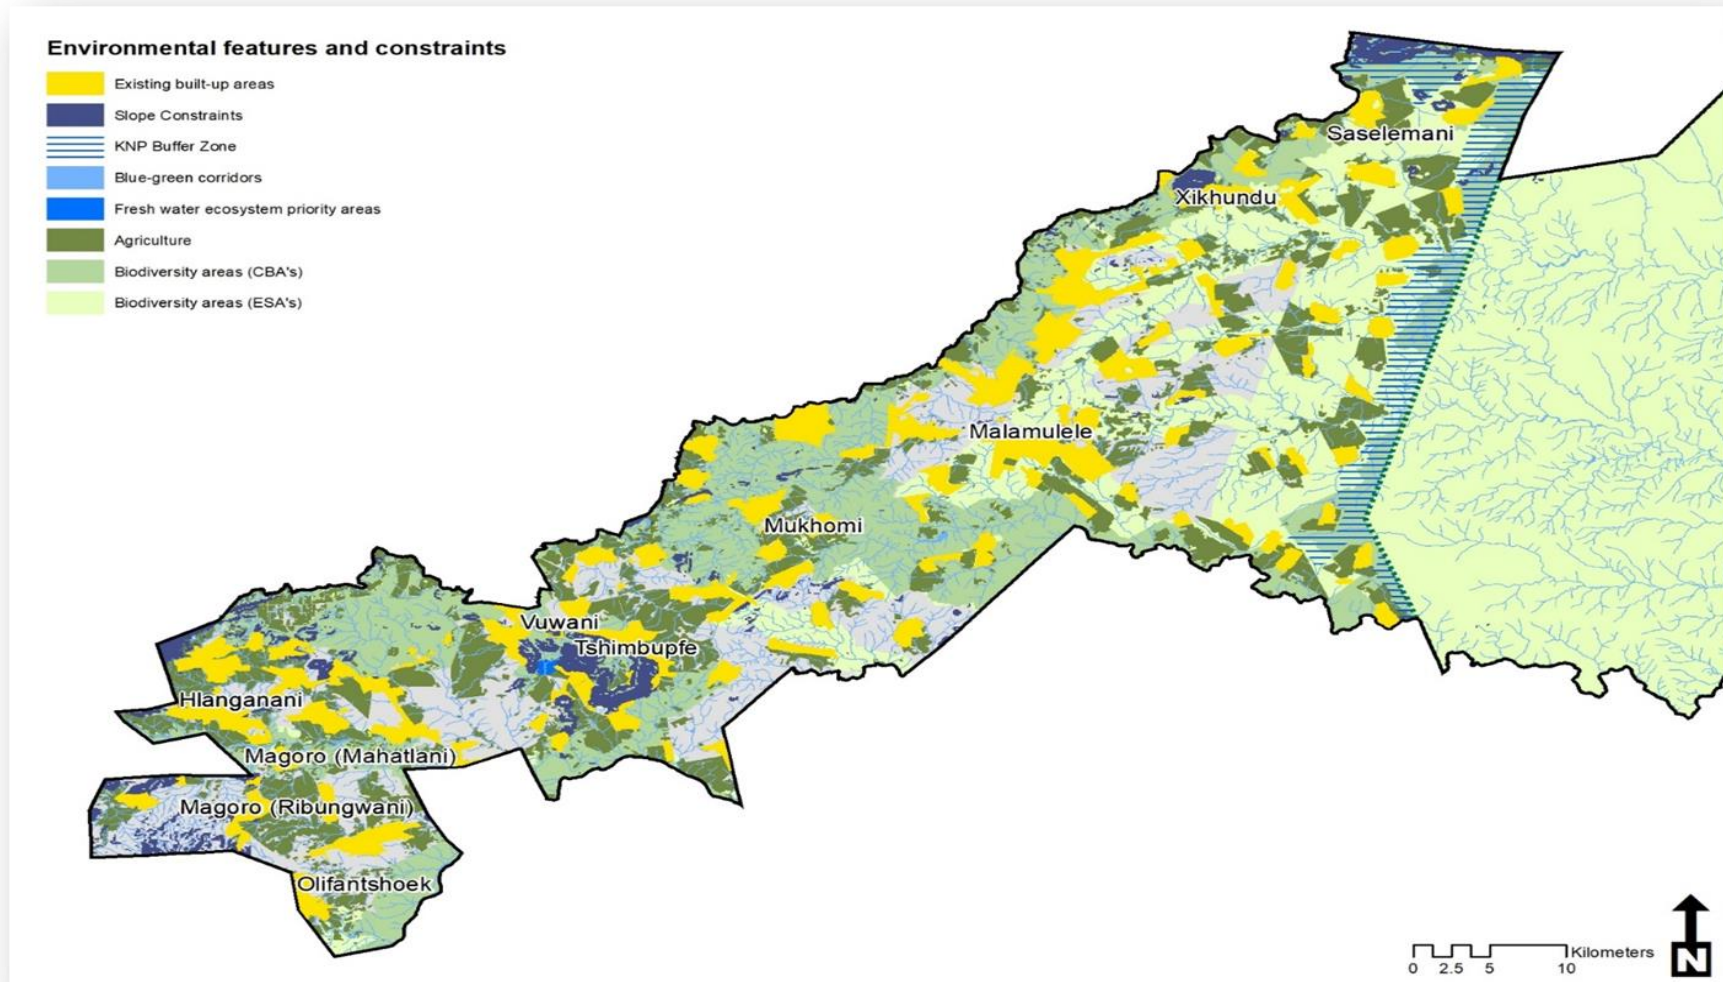 Environmental features and constraints
Existing built-up areas
Slope Constraints
KNP Buffer Zone
Blue-green corridors
Fresh water ecosystem priority areas
Agriculture
Biodiversity areas (CBA's)
Biodiversity areas (ESA's)
Saselemani
Xikhundu
Malamulele
Mukhomi
Vuwani
Tshimbupfe
Hlanganani
Magoro (Mahatlani)
Magoro (Ribungwani)
Olifantshoek
Kilometers
0 2.5 5 10
N